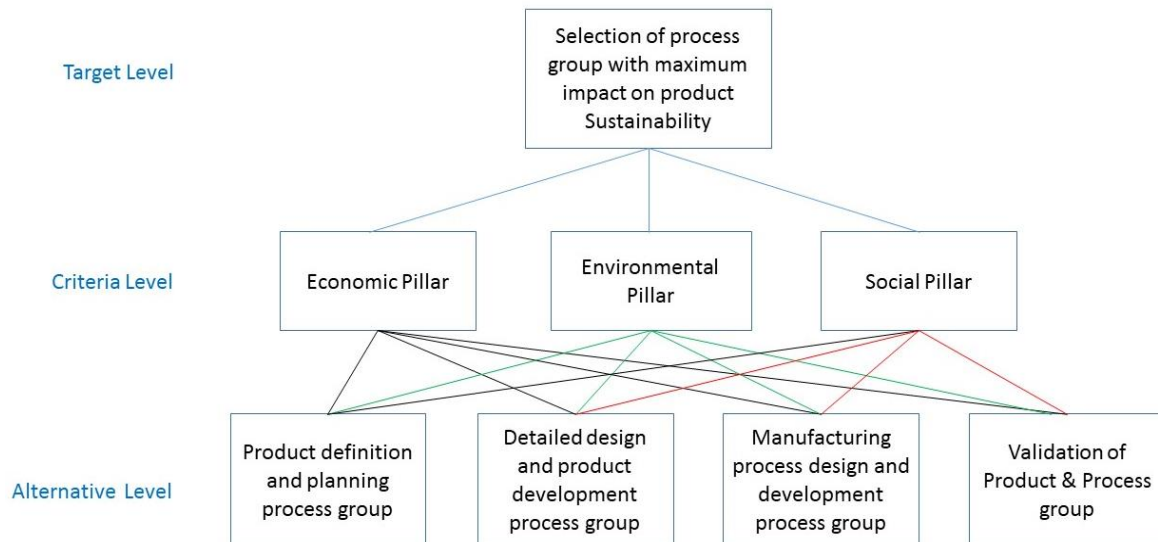 Target Level
Selection of process
group with maximum
impact on product
Sustainability
Criteria Level
Economic Pillar
Environmental
Pillar
Social Pillar
Alternative Level
Product definition
and planning
process group
Detailed design
and product
development
process group
Manufacturing
process design and
development
process group
Validation of
Product & Process
group